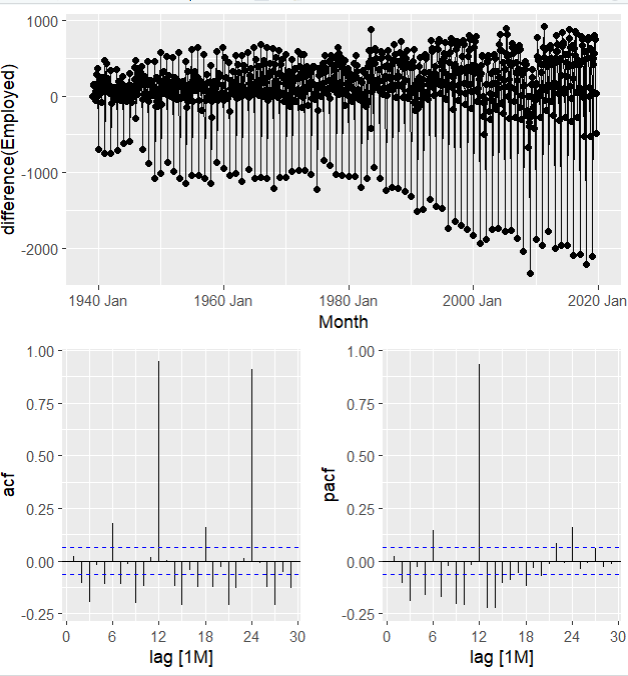 difference(Employed)
1000
0
-1000
-2000
1940 Jan 1960 Jan 1980 Jan 2000 Jan 2020 Jan
Month
acf
1.00
0.75
0.50
0.25
0.00
-0.25
0 6 12 18 24 30
lag [1M]
pacf
1.00
0.75
0.50
0.25
0.00
-0.25
0 6 12 18 24 30
lag [1M]